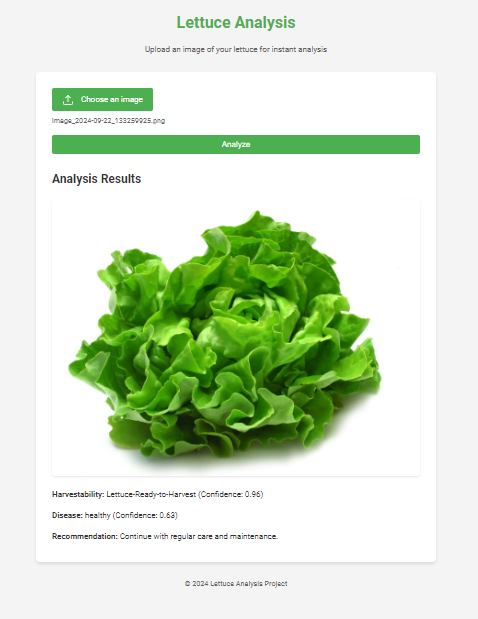 Lettuce Analysis
Upload an image of your lettuce for instant analysis
Choose an image
Image_2024-09-22_133259925.png
Analyze
Analysis Results
Harvestability: Lettuce-Ready-to-Harvest (Confidence: 0.96)
Disease: healthy (Confidence: 0.63)
Recommendation: Continue with regular care and maintenance.
© 2024 Lettuce Analysis Project